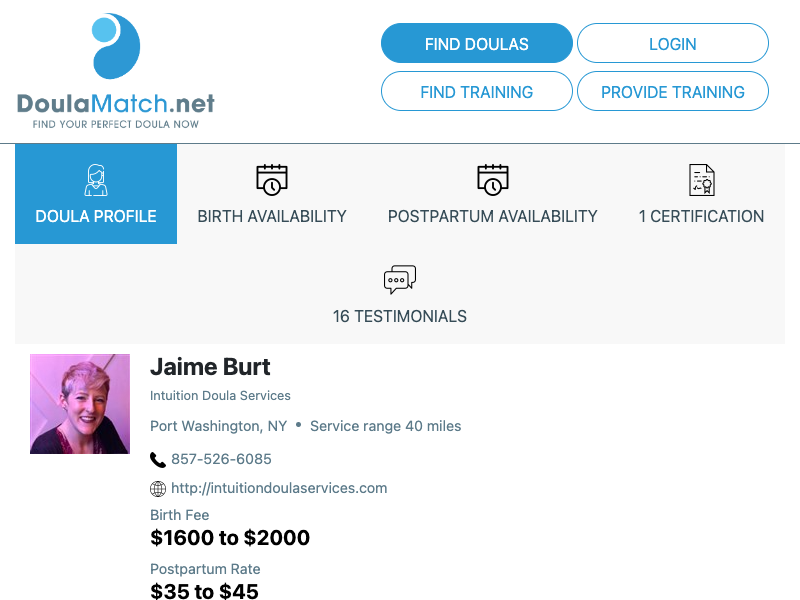 DoulaMatch.net
FIND YOUR PERFECT DOULA NOW
FIND DOULAS
LOGIN
FIND TRAINING
PROVIDE TRAINING
DOULA PROFILE
BIRTH AVAILABILITY
POSTPARTUM AVAILABILITY
1 CERTIFICATION
16 TESTIMONIALS
Jaime Burt
Intuition Doula Services
Port Washington, NY • Service range 40 miles
857-526-6085
http://intuitiondoulaservices.com
Birth Fee
$1600 to $2000
Postpartum Rate
$35 to $45